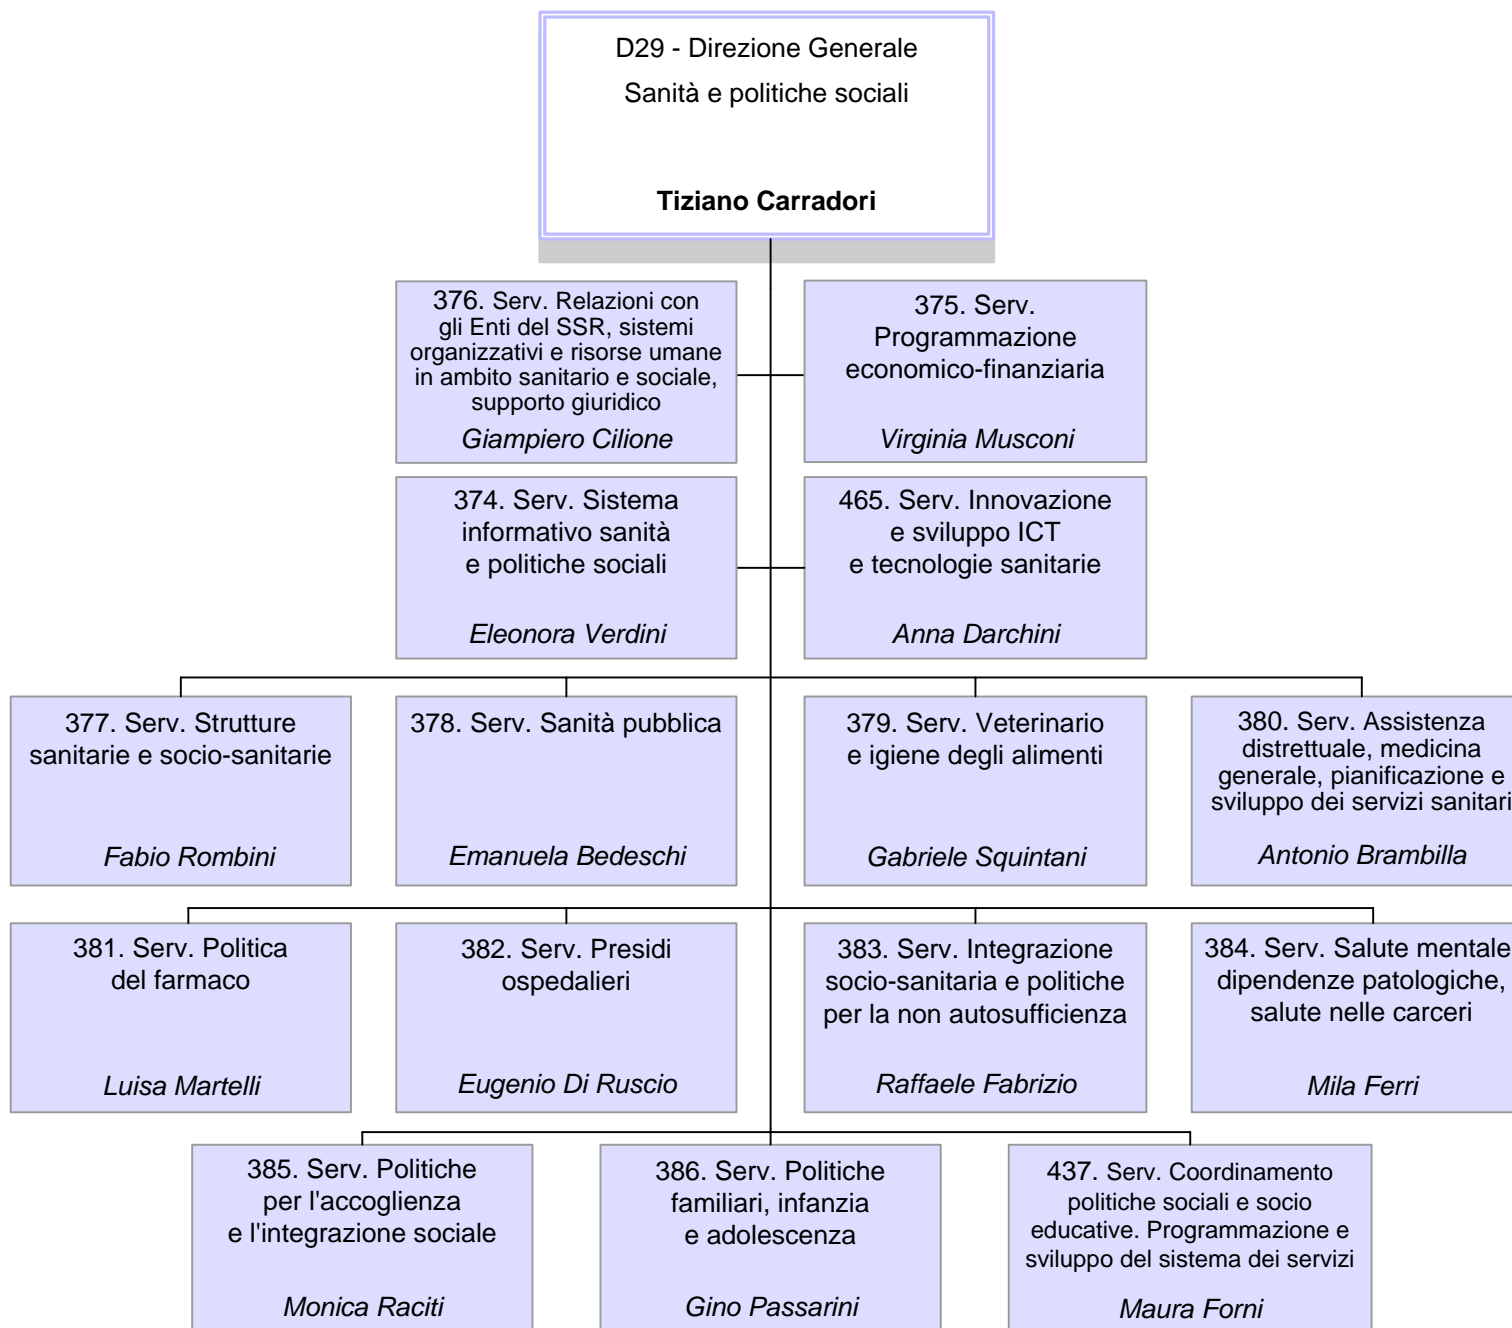 D29 - Direzione Generale
Sanità e politiche sociali
Tiziano Carradori
376. Serv. Relazioni con
gli Enti del SSR, sistemi
organizzativi e risorse umane
in ambito sanitario e sociale,
supporto giuridico
Giampiero Cilione
375. Serv.
Programmazione
economico-finanziaria
Virginia Musconi
374. Serv. Sistema
informativo sanità
e politiche sociali
Eleonora Verdini
465. Serv. Innovazione
e sviluppo ICT
e tecnologie sanitarie
Anna Darchini
377. Serv. Strutture
sanitarie e socio-sanitarie
Fabio Rombini
378. Serv. Sanità pubblica
Emanuela Bedeschi
379. Serv. Veterinario
e igiene degli alimenti
Gabriele Squintani
380. Serv. Assistenza
distrettuale, medicina
generale, pianificazione e
sviluppo dei servizi sanitari
Antonio Brambilla
381. Serv. Politica
del farmaco
Luisa Martelli
382. Serv. Presidi
ospedalieri
Eugenio Di Ruscio
383. Serv. Integrazione
socio-sanitaria e politiche
per la non autosufficienza
Raffaele Fabrizio
384. Serv. Salute mentale
dipendenze patologiche,
salute nelle carceri
Mila Ferri
385. Serv. Politiche
per l'accoglienza
e l'integrazione sociale
Monica Raciti
386. Serv. Politiche
familiari, infanzia
e adolescenza
Gino Passarini
437. Serv. Coordinamento
politiche sociali e socio
educative. Programmazione e
sviluppo del sistema dei servizi
Maura Forni